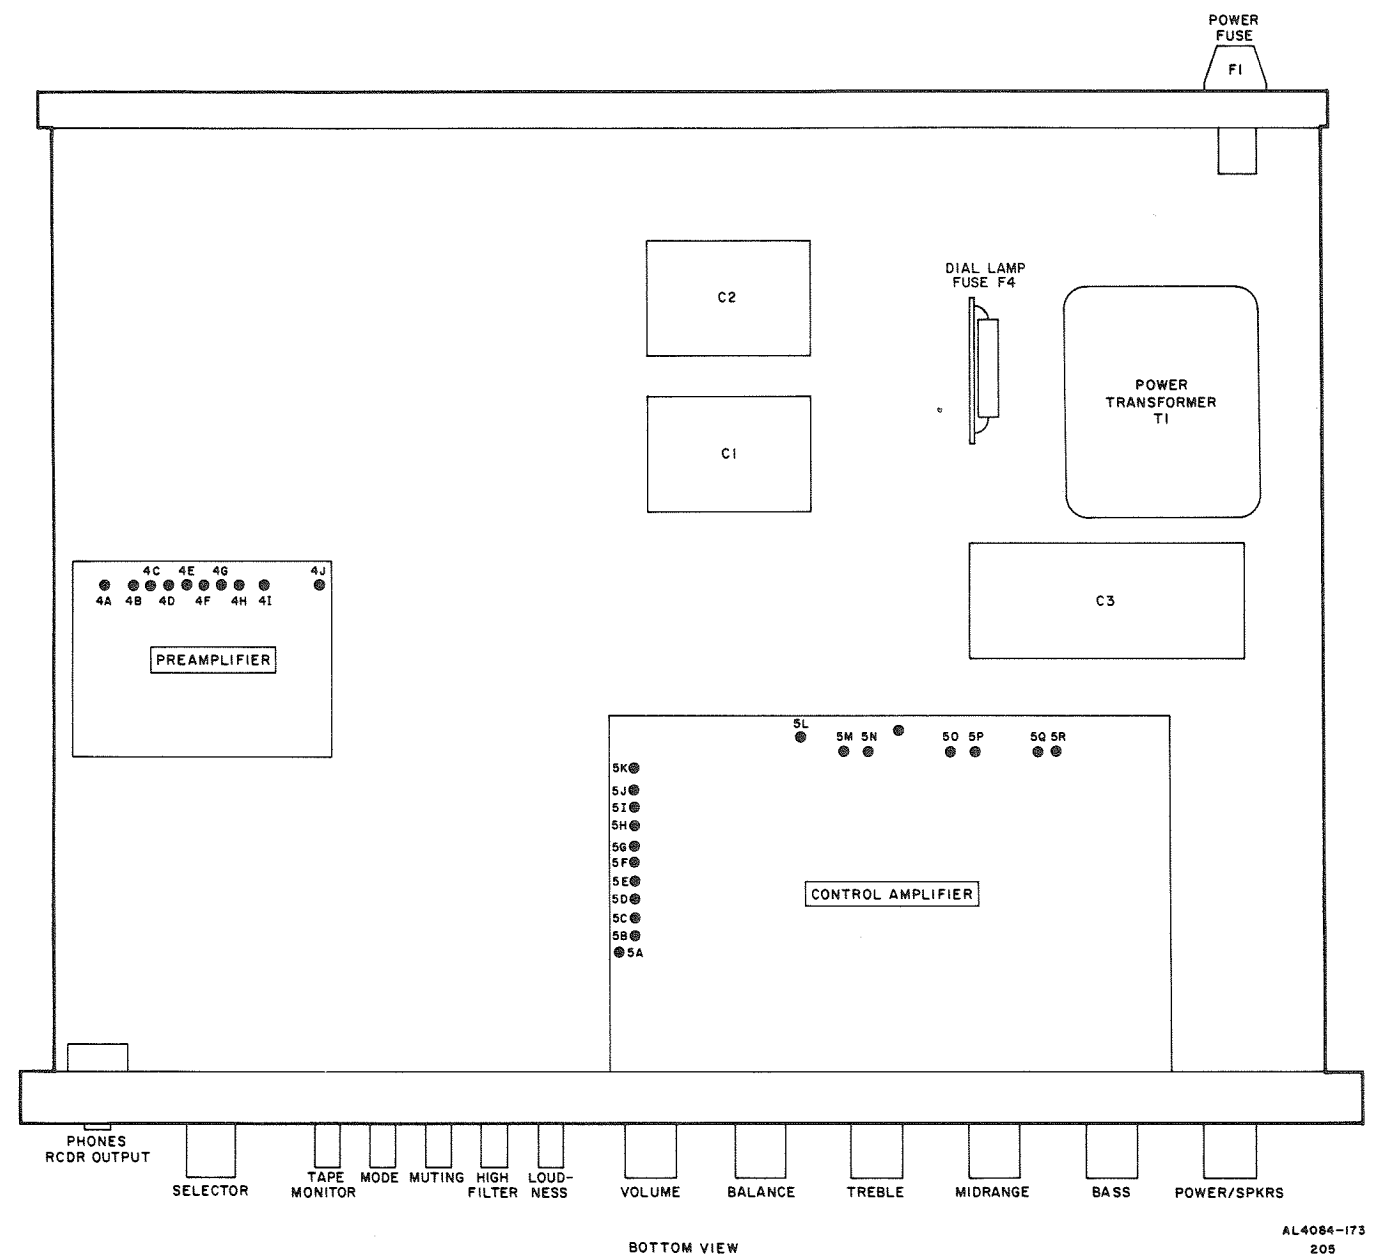 POWER
FUSE
F1
C2
DIAL LAMP
FUSE F4
POWER
TRANSFORMER
T1
C1
C3
4C 4E 4G 4J
4A 4B 4D 4F 4H 4I
PREAMPLIFIER
5L
5M 5N 5O 5P 5Q 5R
5K
5J
5I
5H
5G
5F
5E
5D
5C
5B
5A
CONTROL AMPLIFIER
PHONES
RCDR OUTPUT
SELECTOR
TAPE
MONITOR
MODE
MUTING
HIGH
FILTER
LOUD-
NESS
VOLUME
BALANCE
TREBLE
MIDRANGE
BASS
POWER/SPKRS
AL4084-173
205
BOTTOM VIEW